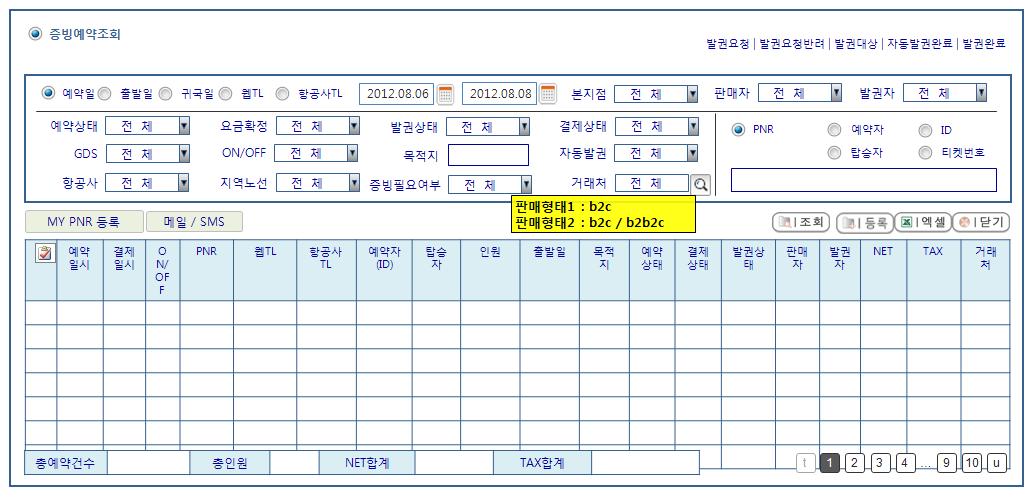 증빙예약조회
발권요청 | 발권요청반려 | 발권대상 | 자동발권완료 | 발권완료
예약일 출발일 귀국일 웹TL 항공사TL 2012.08.06 2012.08.08 본지점 전 체 판매자 전 체 발권자 전 체
예약상태 전 체 요금확정 전 체 발권상태 전 체 결제상태 전 체 PNR 예약자 ID
GDS 전 체 ON/OFF 전 체 목적지 자동발권 전 체 탑승자 티켓번호
항공사 전 체 지역노선 전 체 증빙필요여부 전 체 거래처 전 체
판매형태1 : b2c
판매형태2 : b2c / b2b2c
MY PNR 등록 메일 / SMS 조회 등록 엑셀 닫기
예약일시 결제일시 ON/OFF PNR 웹TL 항공사TL 예약자(ID) 탑승자 인원 출발일 목적지 예약상태 결제상태 발권상태 판매자 발권자 NET TAX 거래처
총예약건수 총인원 NET합계 TAX합계 t 1 2 3 4 ... 9 10 u